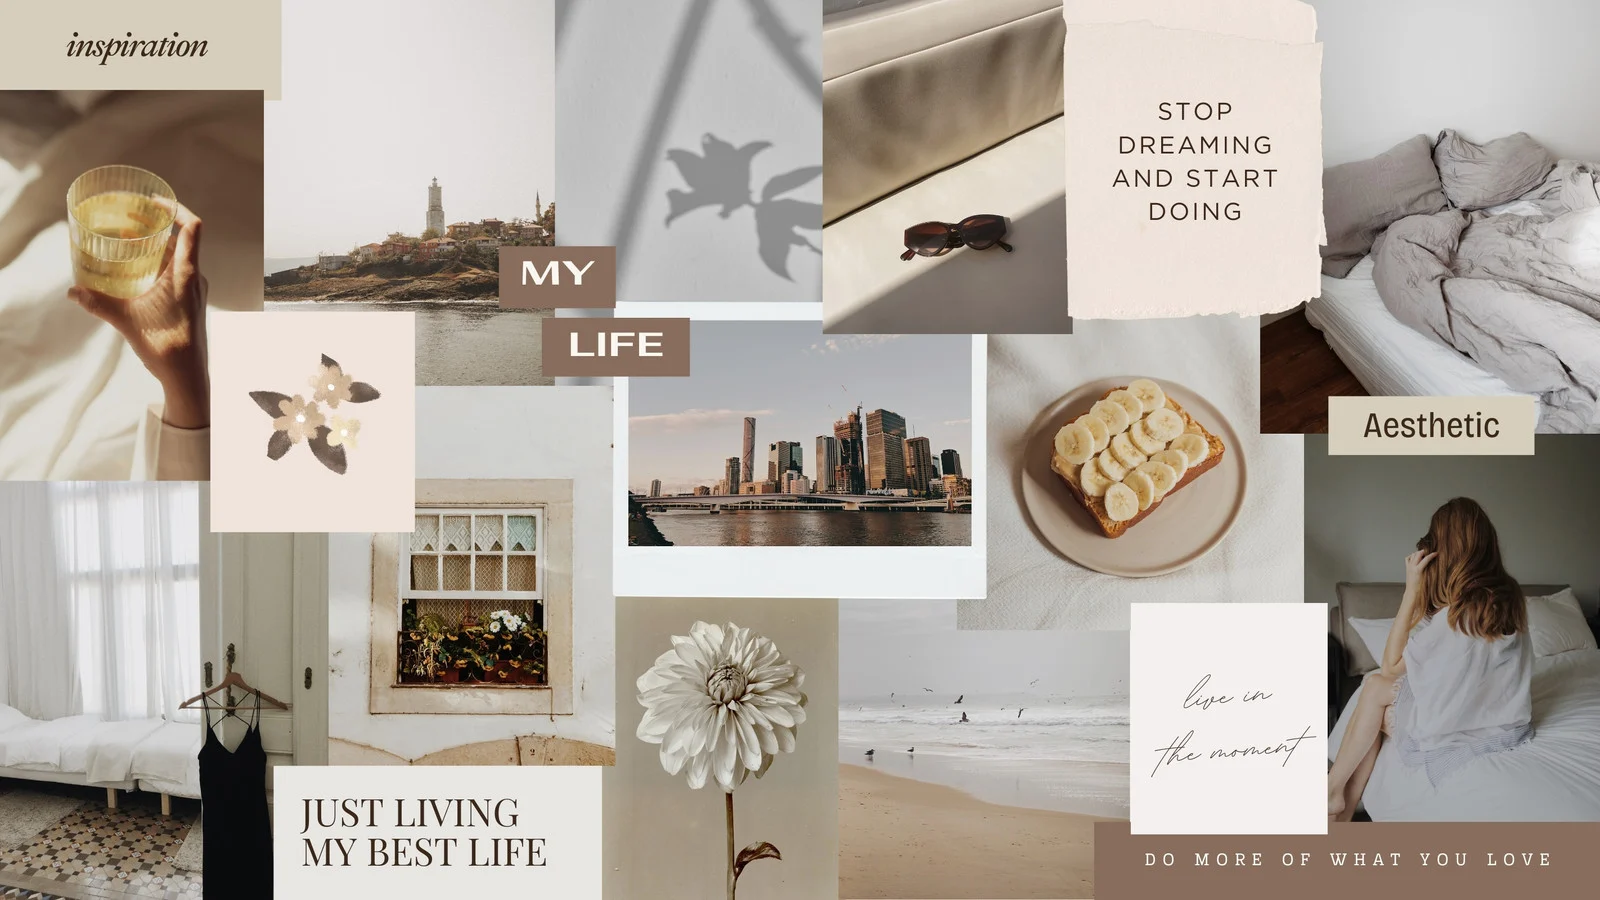 inspiration
MY
LIFE
STOP
DREAMING
AND START
DOING
Aesthetic
live in
the moment
JUST LIVING
MY BEST LIFE
DO MORE OF WHAT YOU LOVE